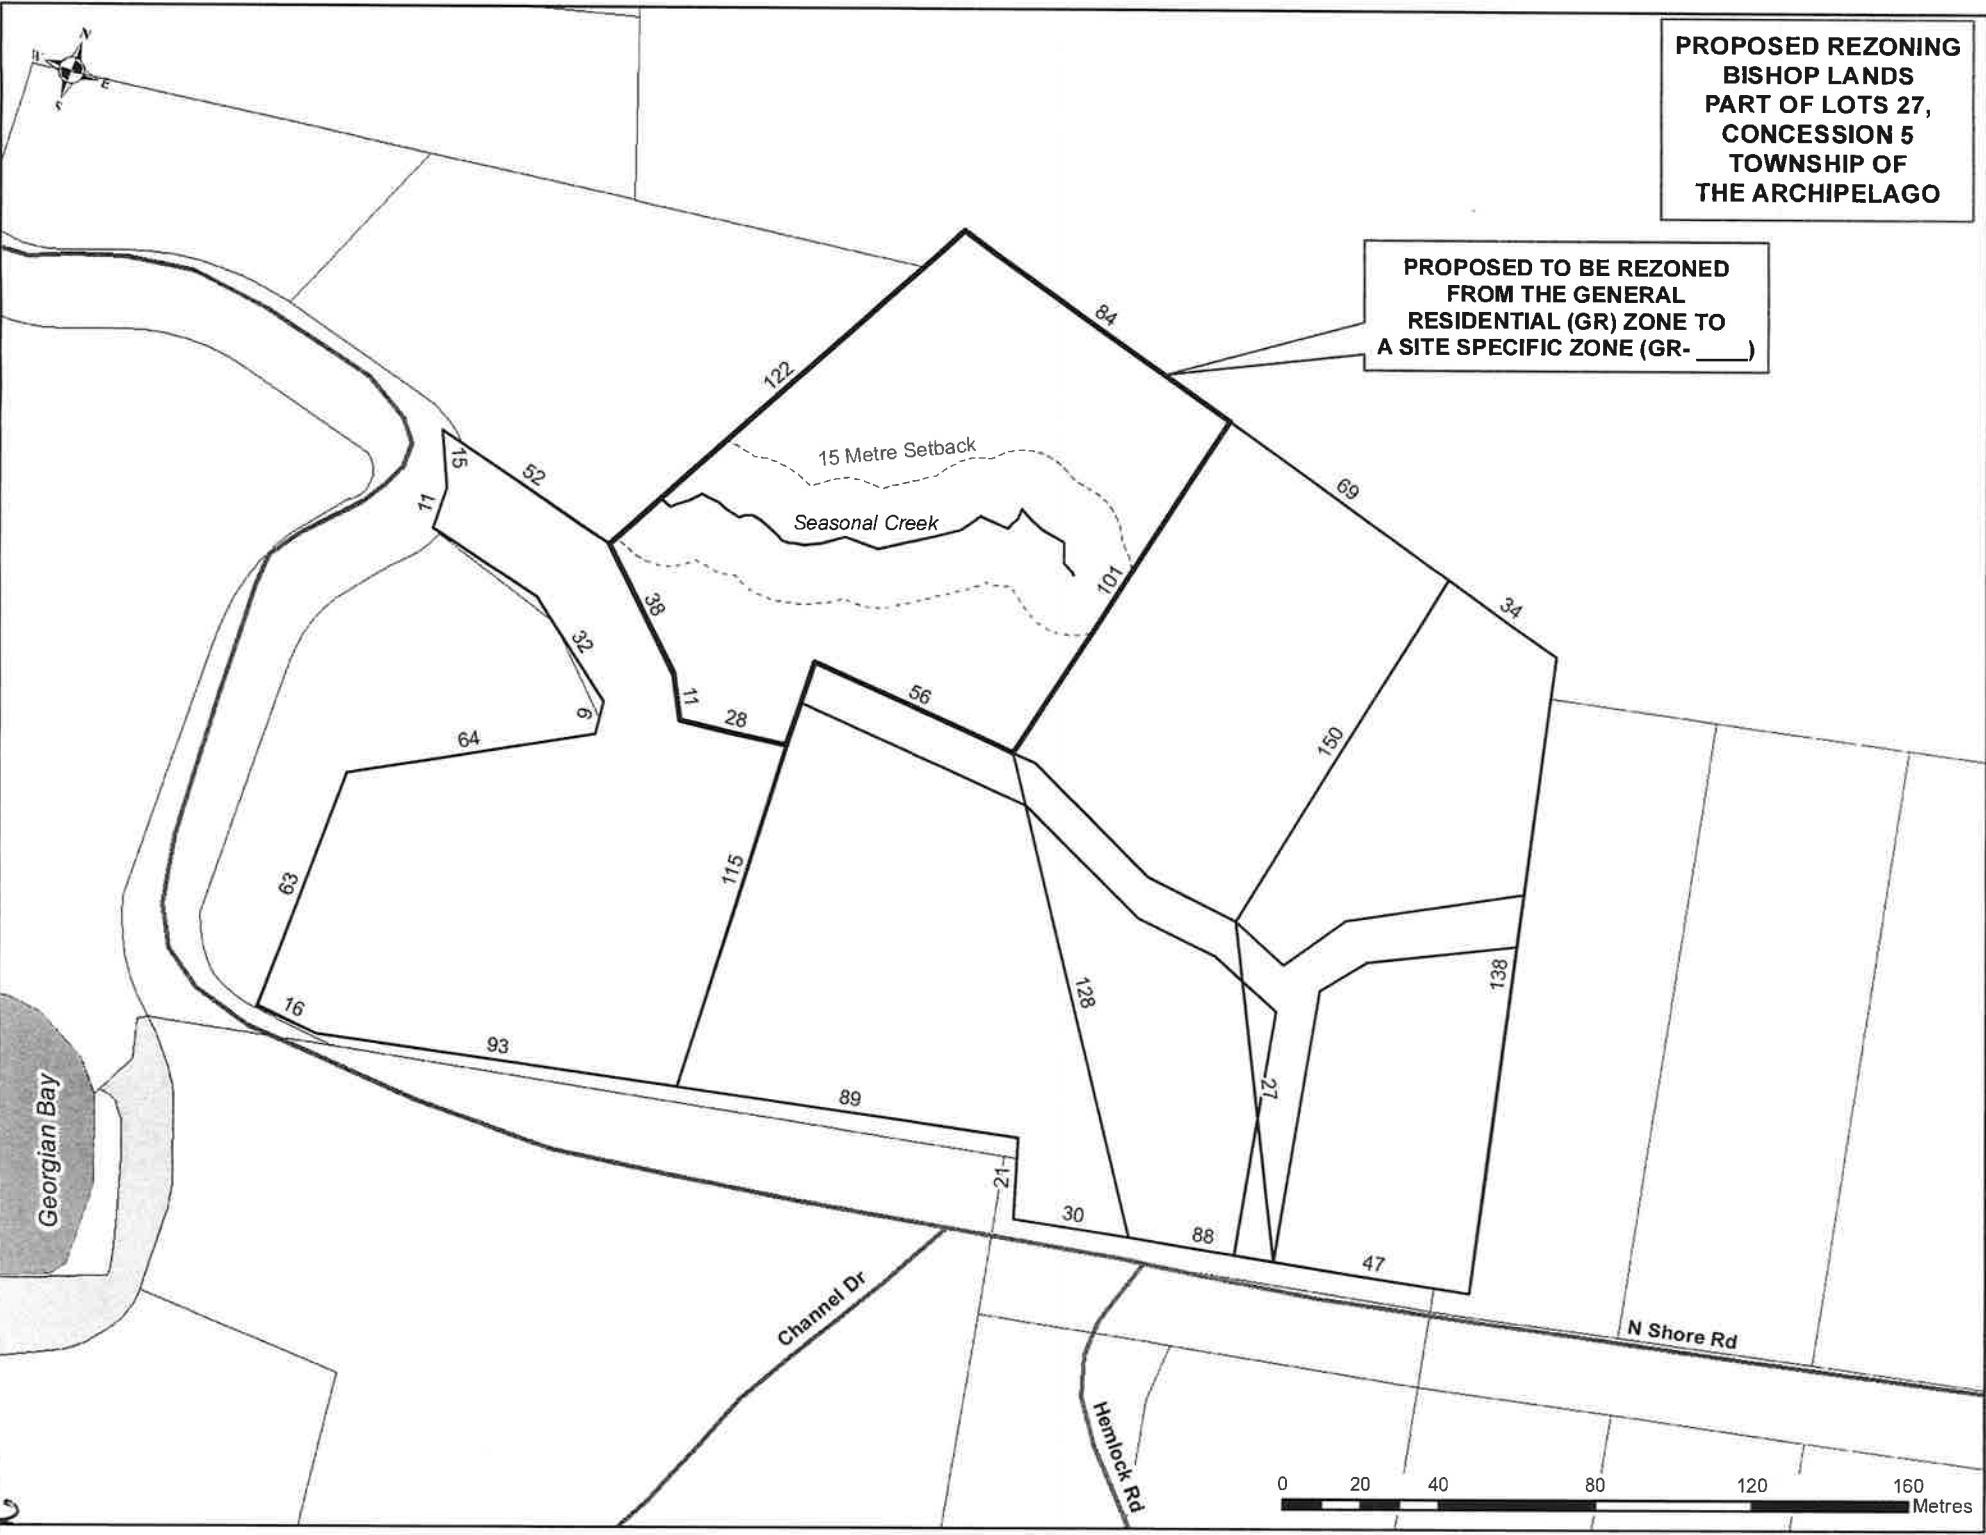 N
W
E
S
PROPOSED REZONING
BISHOP LANDS
PART OF LOTS 27,
CONCESSION 5
TOWNSHIP OF
THE ARCHIPELAGO
PROPOSED TO BE REZONED
FROM THE GENERAL
RESIDENTIAL (GR) ZONE TO
A SITE SPECIFIC ZONE (GR- ____)
84
122
15 Metre Setback
Seasonal Creek
15
52
11
69
101
34
38
32
11
56
28
9
64
150
115
63
128
138
16
93
89
27
21
30
88
47
Georgian Bay
Channel Dr
Hemlock Rd
N Shore Rd
0 20 40 80 120 160
Metres